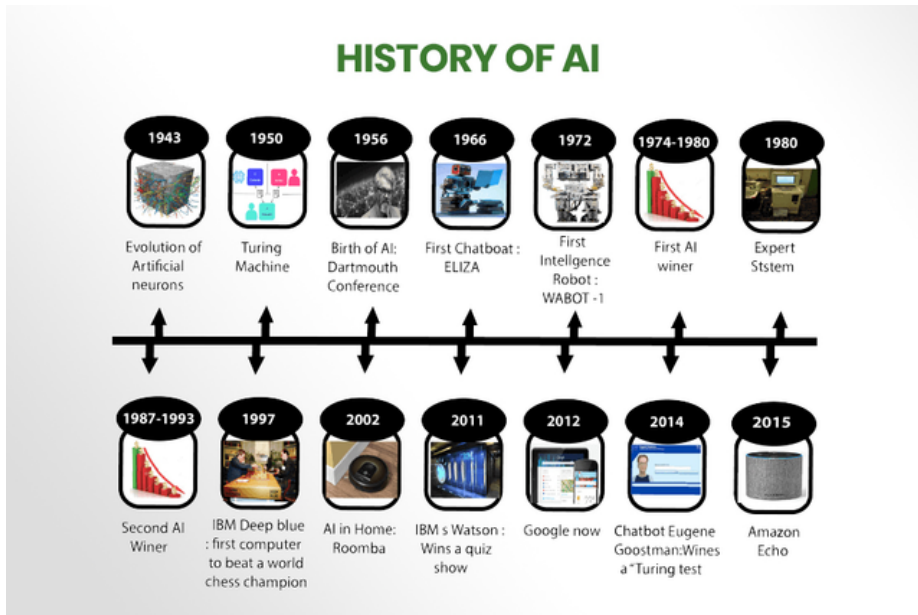 HISTORY OF AI
1943
1950
1956
1966
1972
1974-1980
1980
Evolution of
Artificial
neurons
Turing
Machine
Birth of AI:
Dartmouth
Conference
First Chatboat :
ELIZA
First
Intellgence
Robot :
WABOT -1
First AI
winer
Expert
Ststem
1987-1993
1997
2002
2011
2012
2014
2015
Second AI
Winer
IBM Deep blue
: first computer
to beat a world
chess champion
AI in Home:
Roomba
IBM s Watson :
Wins a quiz
show
Google now
Chatbot Eugene
Goostman:Wines
a “Turing test
Amazon
Echo